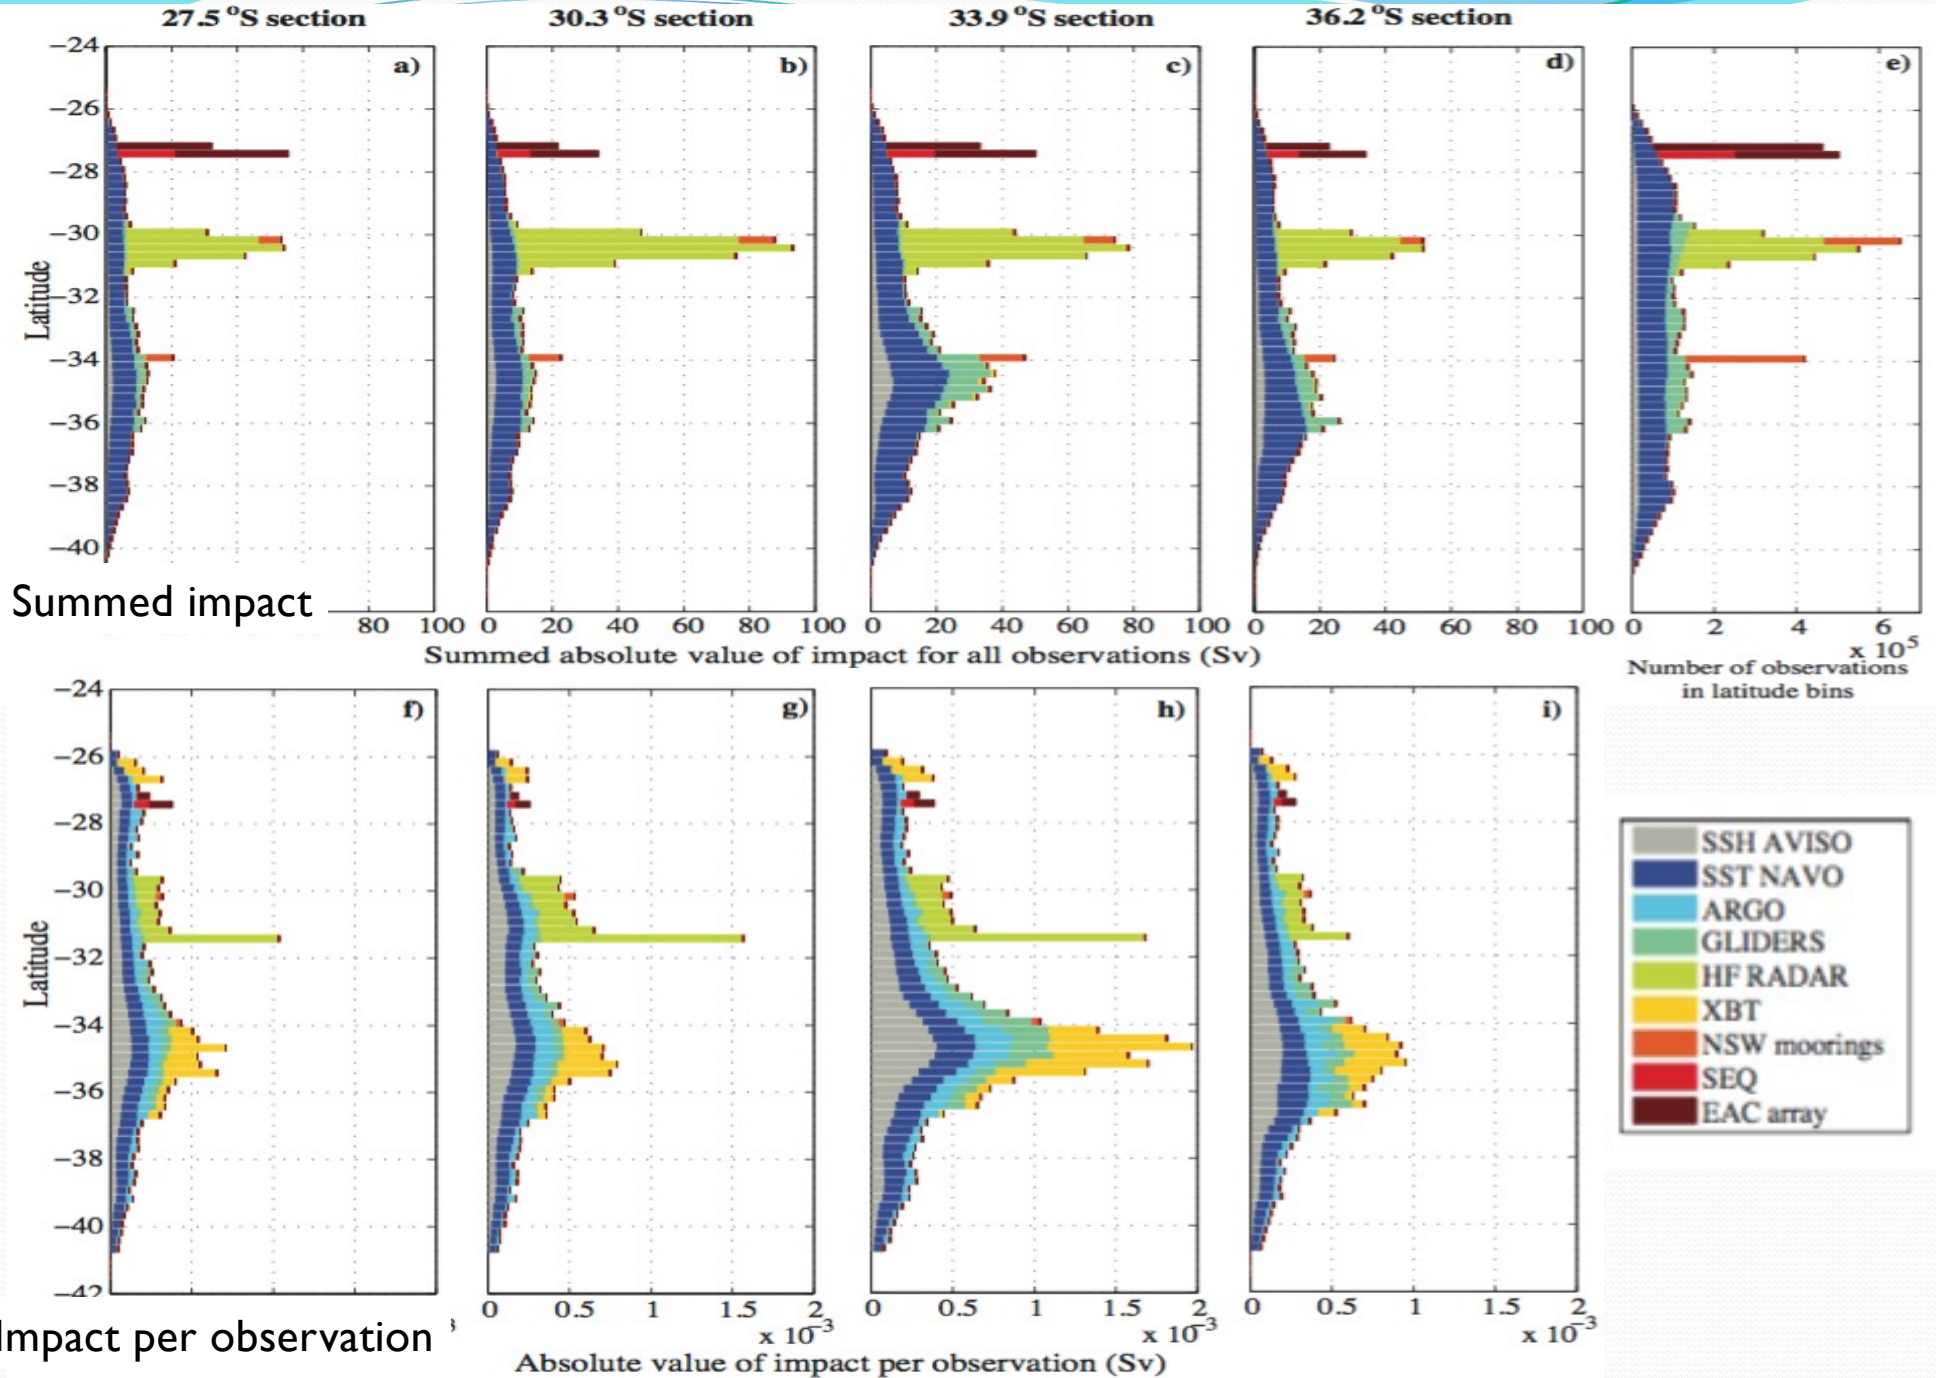 27.5 °S section
30.3 °S section
33.9 °S section
36.2 °S section
a)
b)
c)
d)
e)
Latitude
−24
−26
−28
−30
−32
−34
−36
−38
−40
Summed impact
80 100
0 20 40 60 80 100
0 20 40 60 80 100
0 20 40 60 80 100
0 2 4 6
x 10⁵
Summed absolute value of impact for all observations (Sv)
Number of observations
in latitude bins
f)
g)
h)
i)
Latitude
−24
−26
−28
−30
−32
−34
−36
−38
−40
−42
SSH AVISO
SST NAVO
ARGO
GLIDERS
HF RADAR
XBT
NSW moorings
SEQ
EAC array
0 0.5 1 1.5 2
x 10⁻³
0 0.5 1 1.5 2
x 10⁻³
0 0.5 1 1.5 2
x 10⁻³
Impact per observation
Absolute value of impact per observation (Sv)